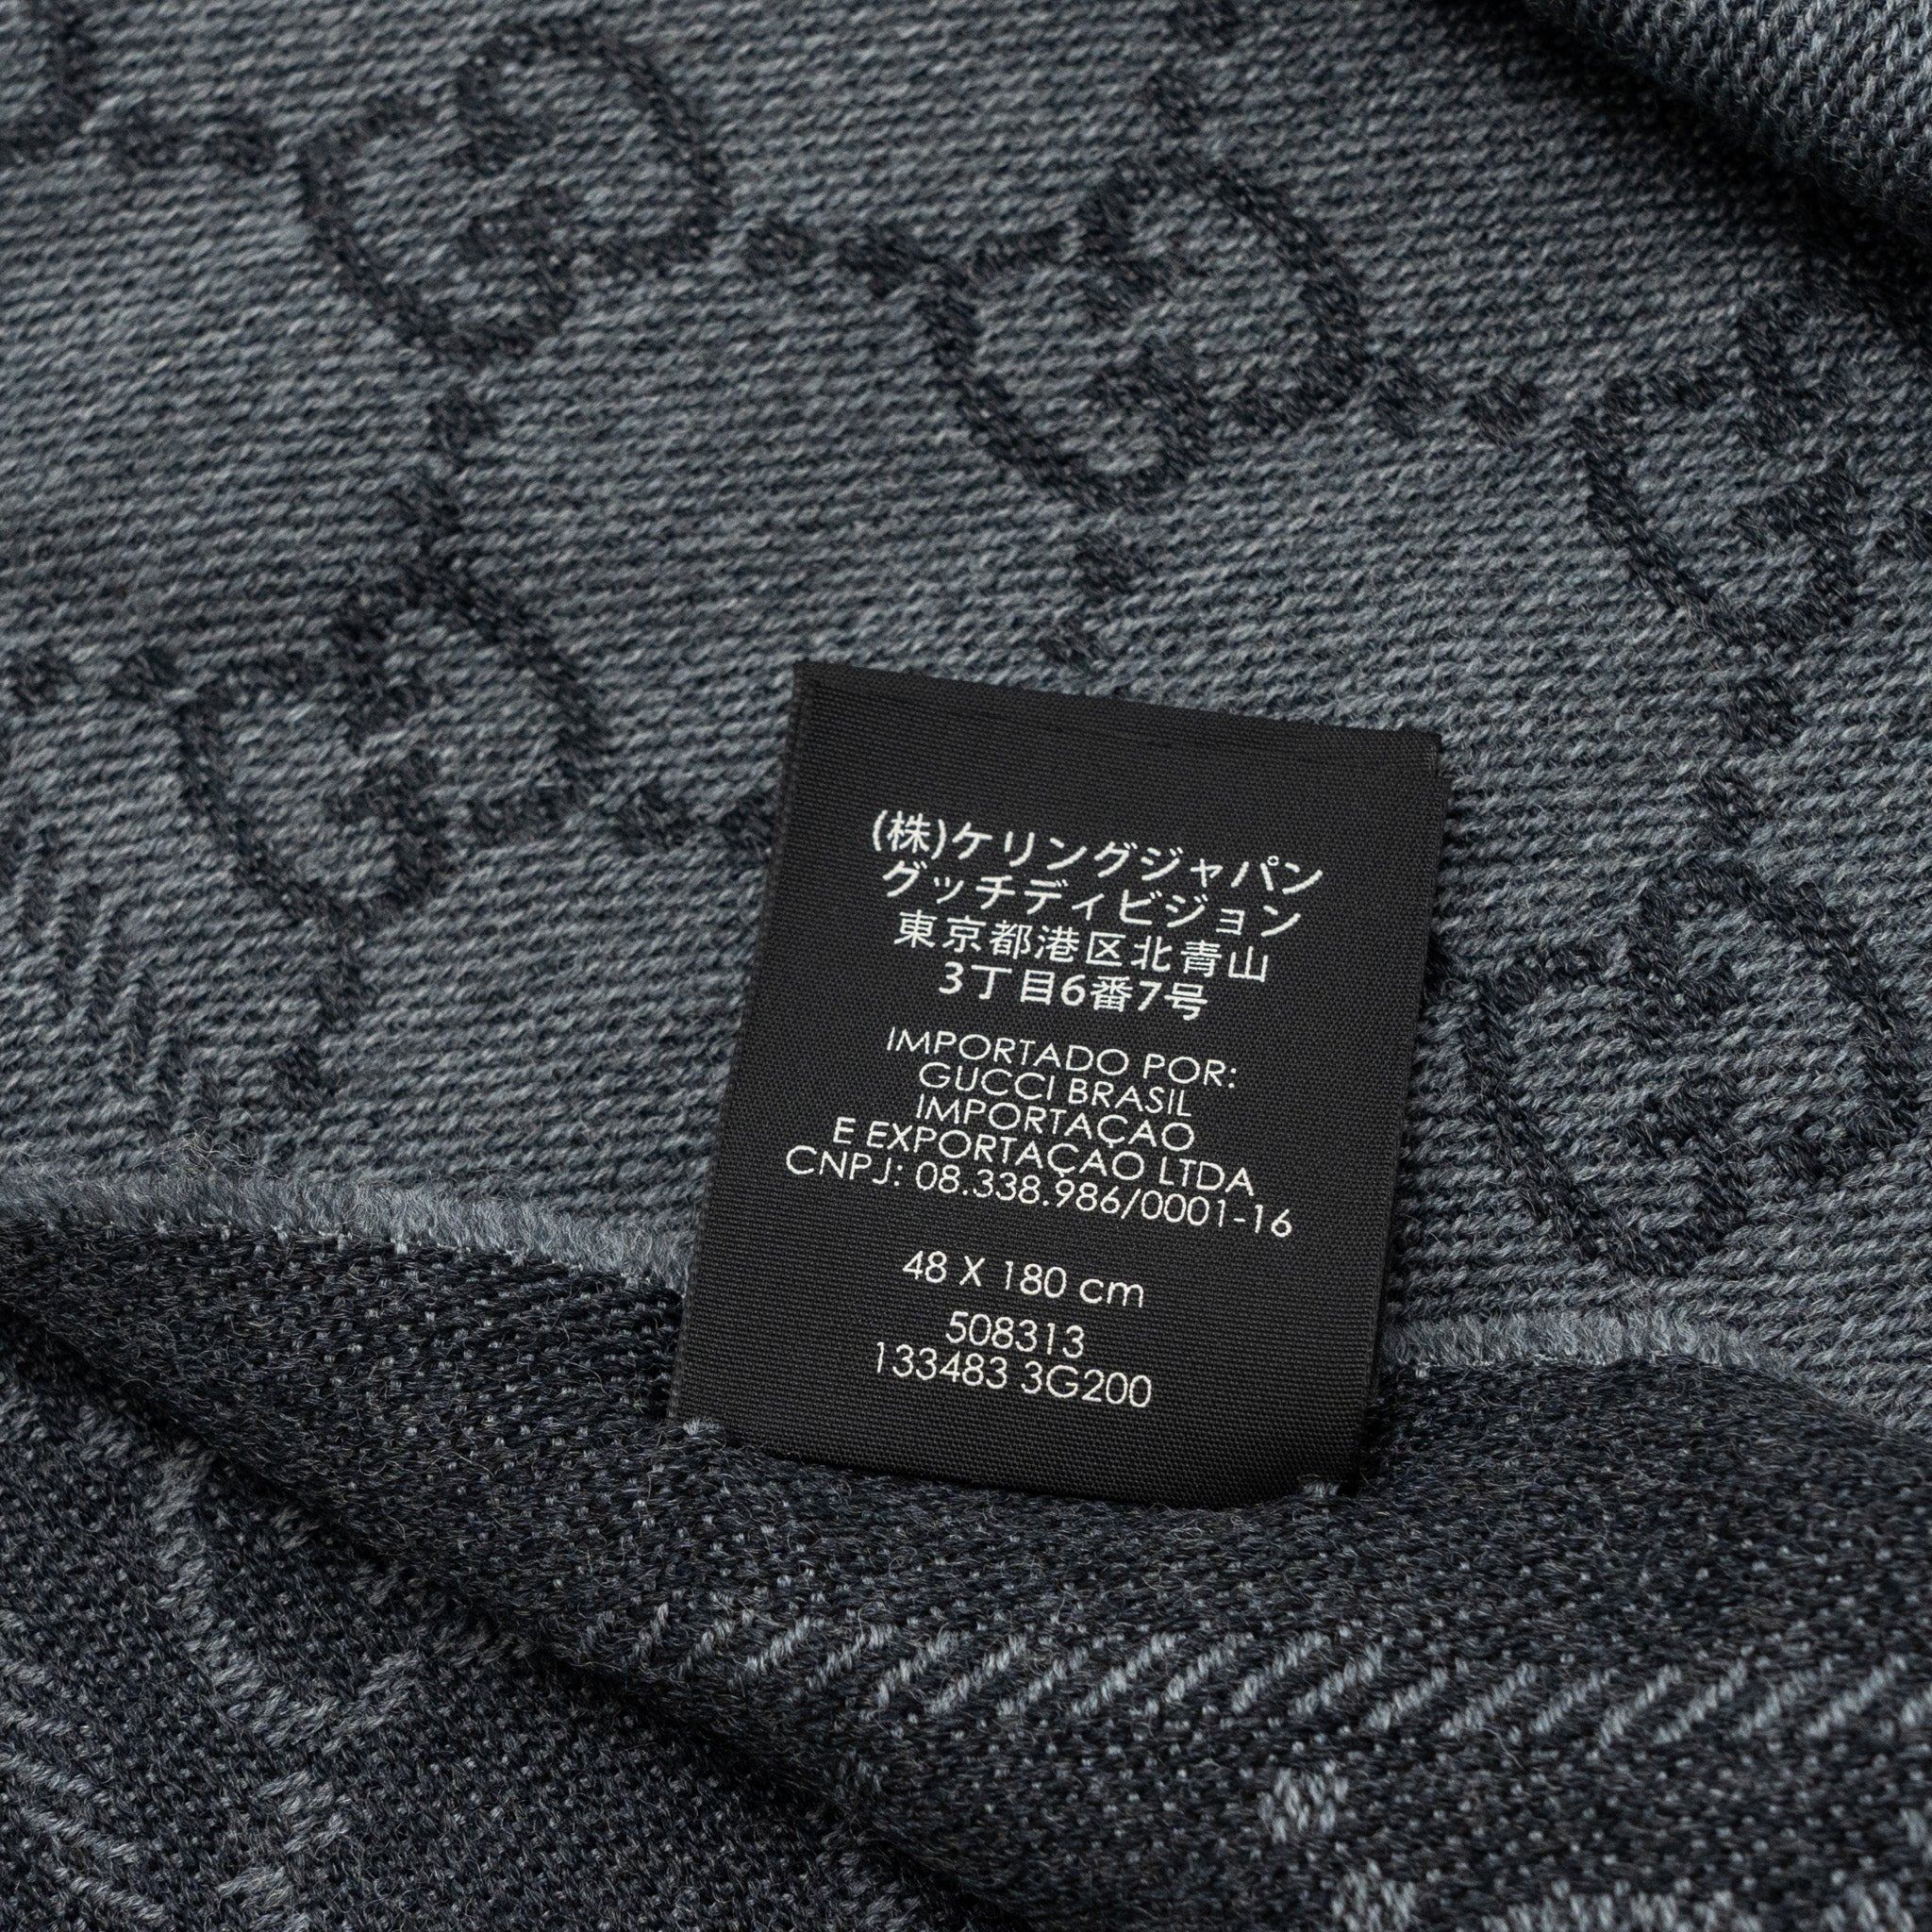 (株)ケリングジャパン
グッチディビジョン
東京都港区北青山
3丁目6番7号
IMPORTADO POR:
GUCCI BRASIL
IMPORTAÇAO
E EXPORTAÇAO LTDA
CNPJ: 08.338.986/0001-16
48 X 180 cm
508313
133483 3G200